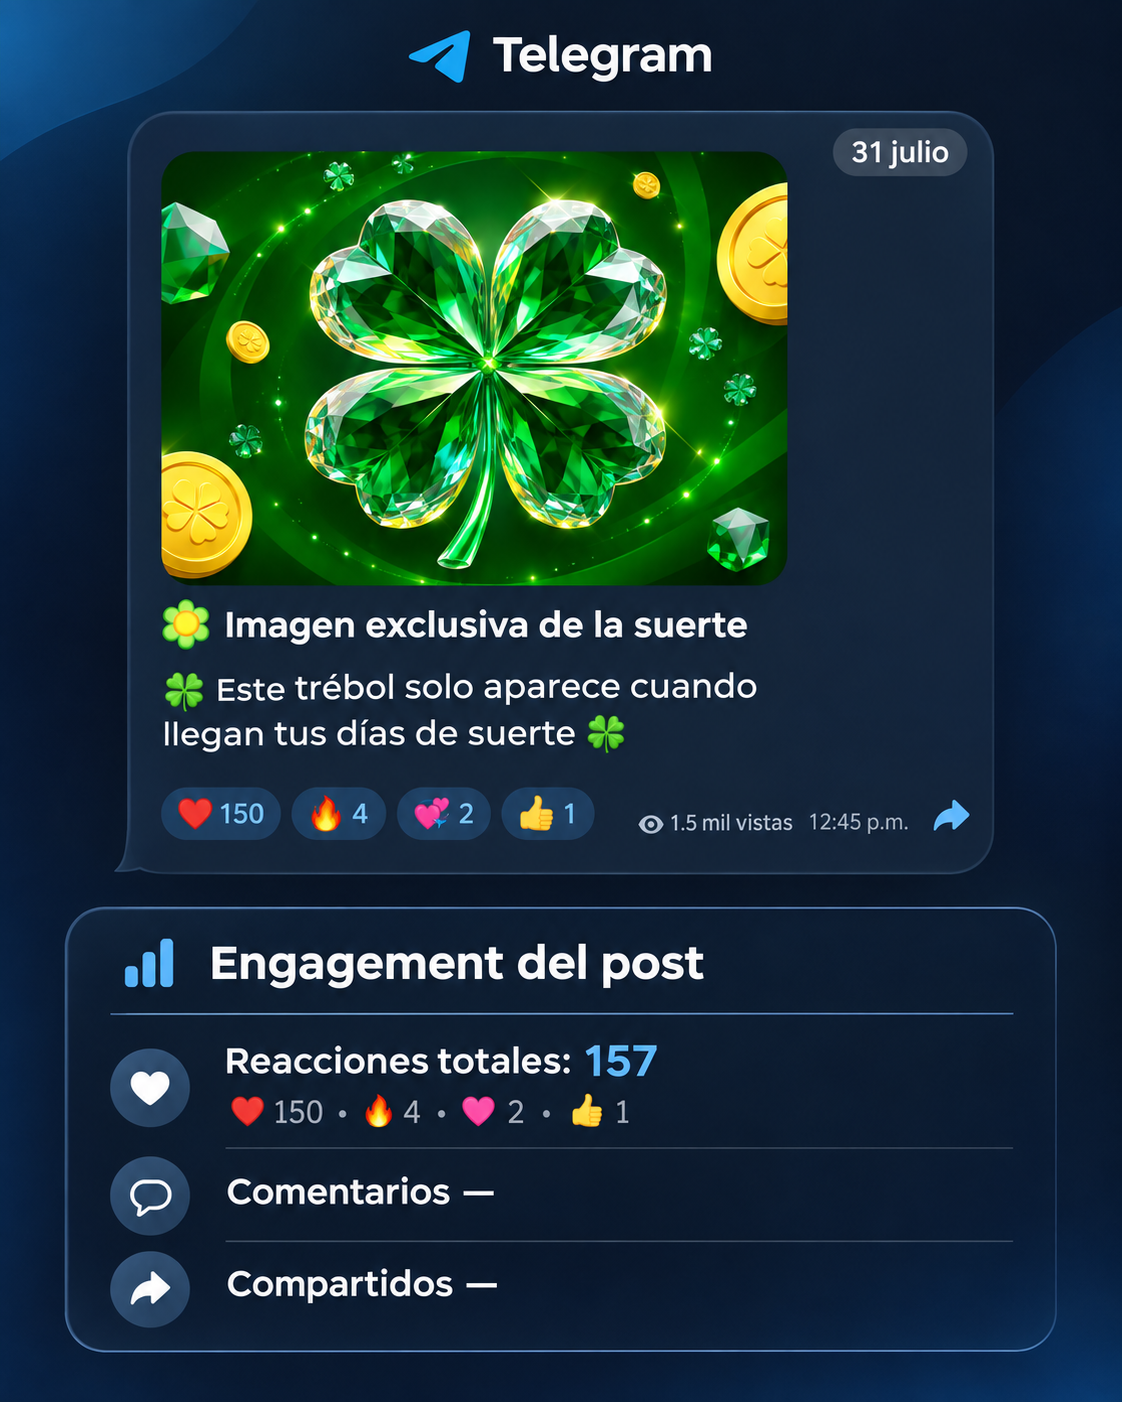 Telegram
31 julio
Imagen exclusiva de la suerte
🍀 Este trébol solo aparece cuando
llegan tus días de suerte 🍀
❤️ 150 🔥 4 💞 2 👍 1 1.5 mil vistas 12:45 p.m.
Engagement del post
Reacciones totales: 157
❤️ 150 • 🔥 4 • 🩷 2 • 👍 1
Comentarios —
Compartidos —